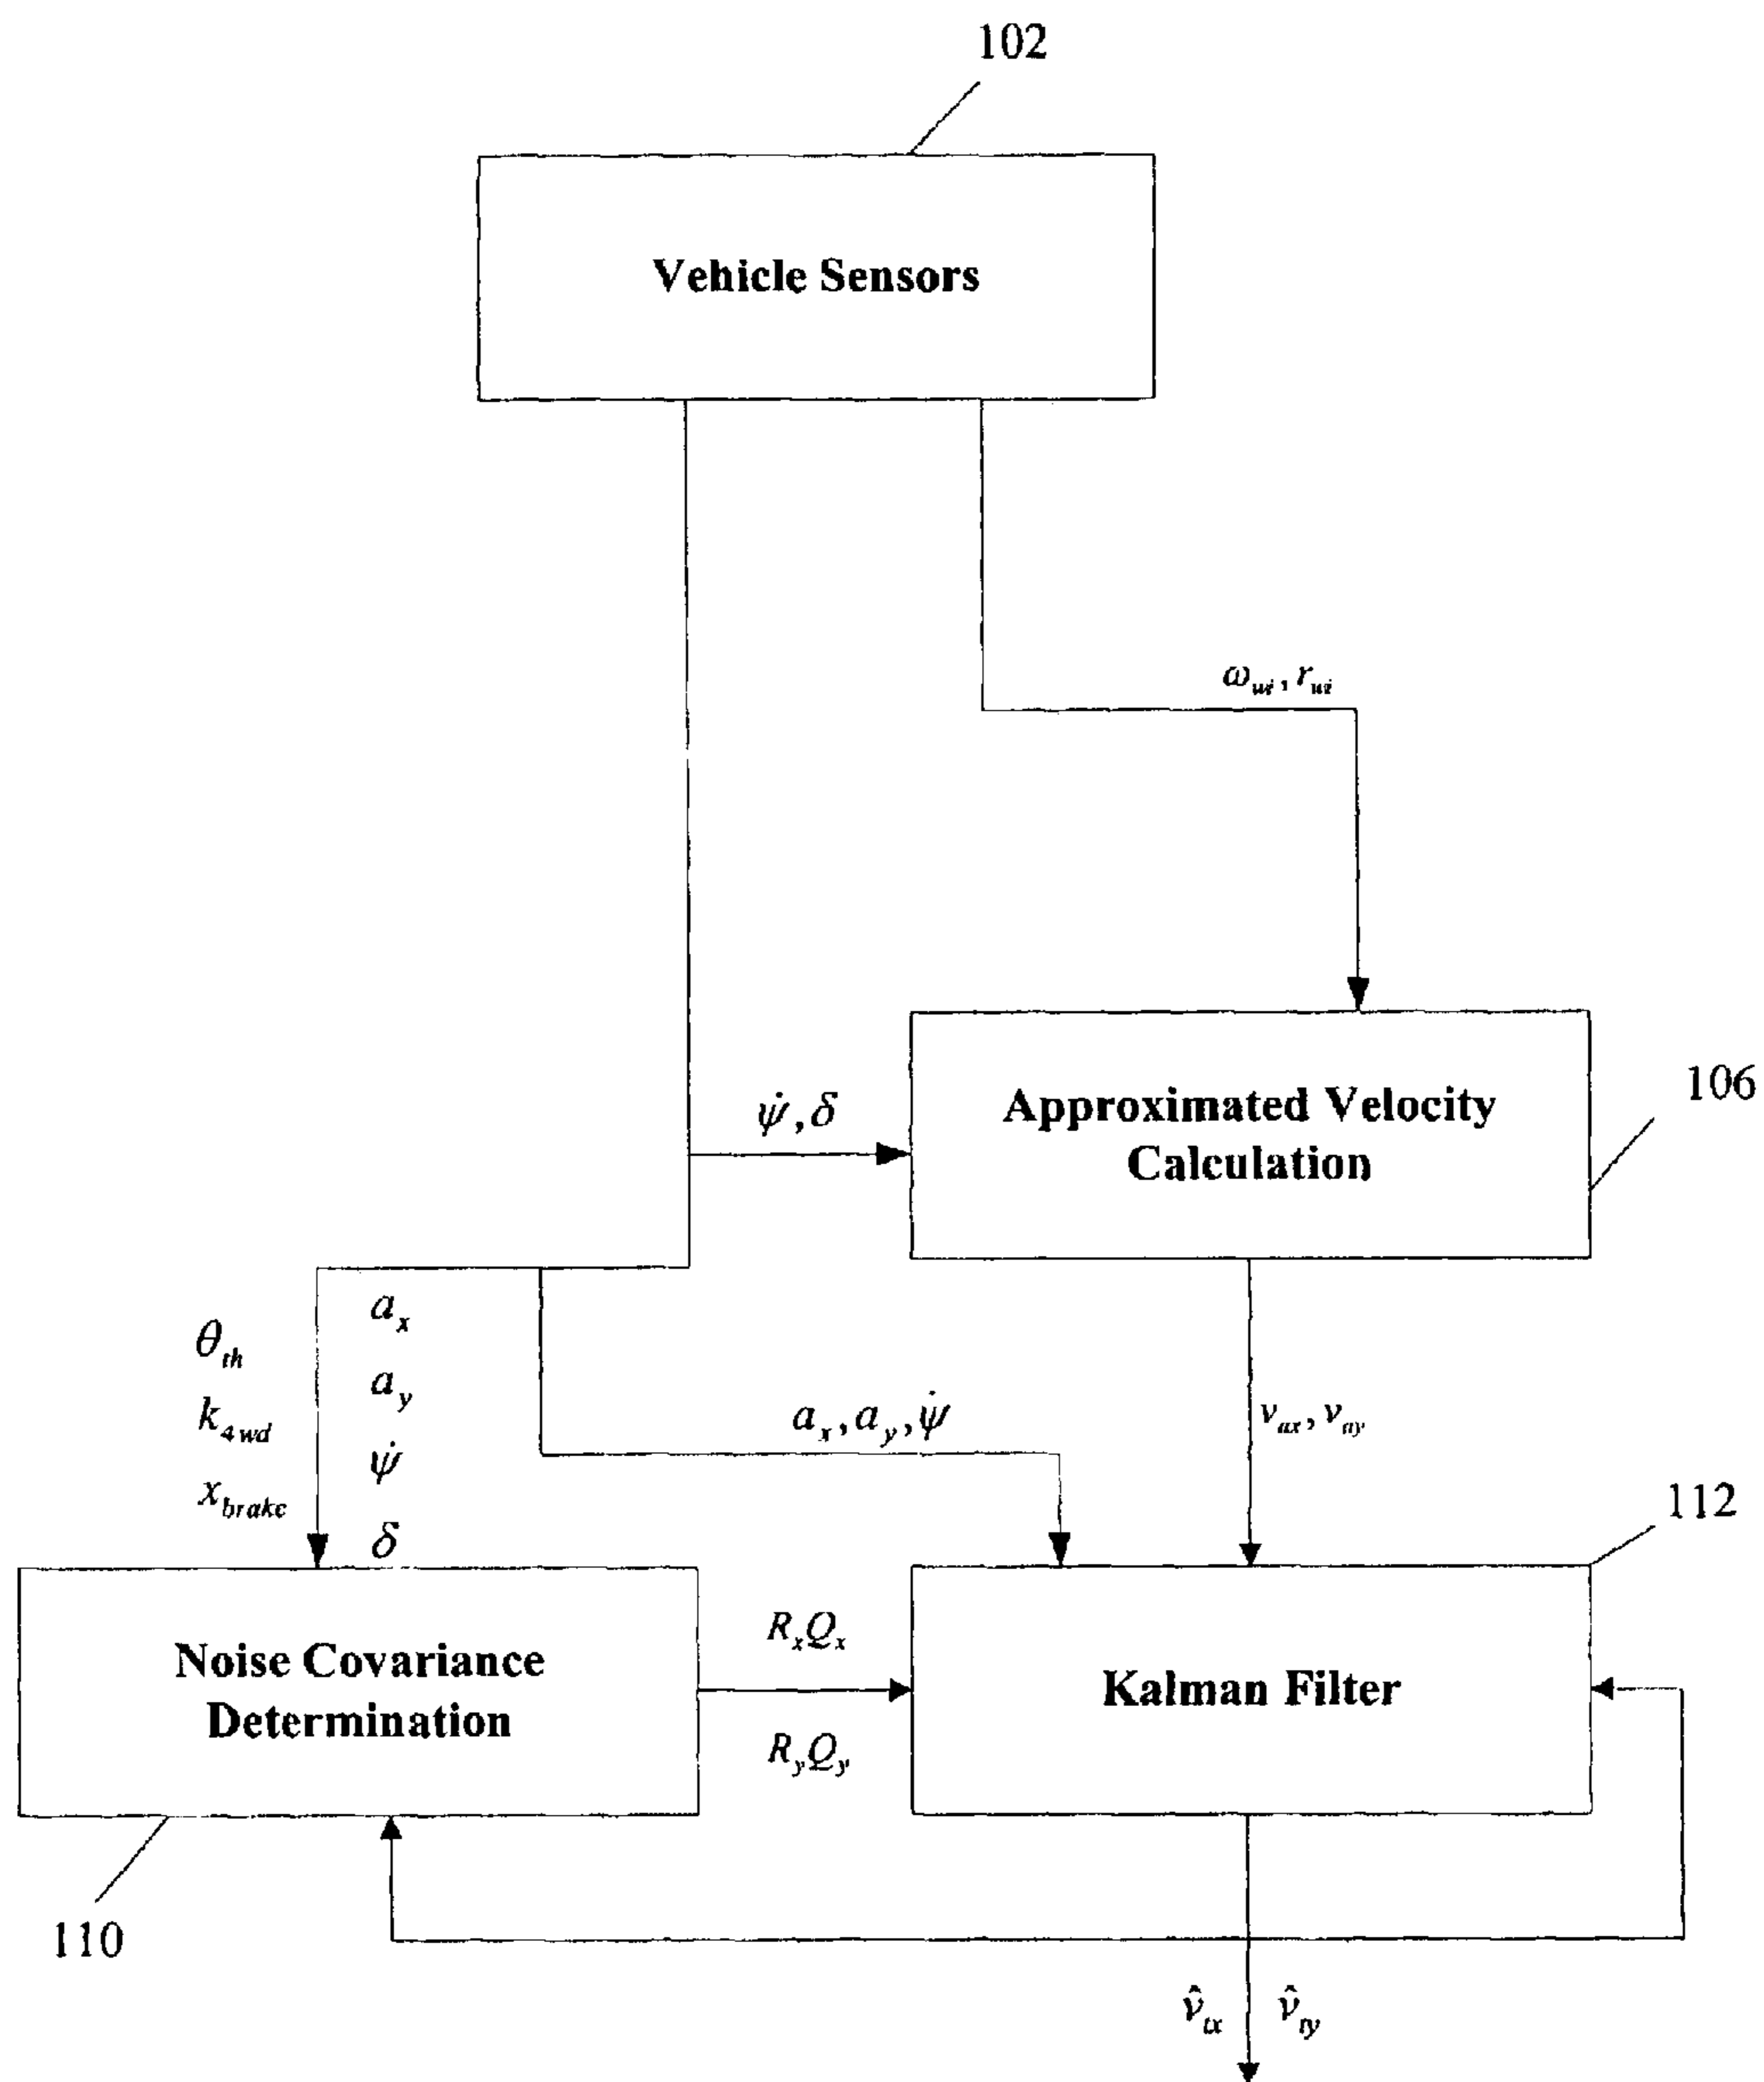 102
Vehicle Sensors
ω_wi, r_wi
106
Approximated Velocity
Calculation
ψ̇, δ
θ_th
k_4wd
x_brake
a_x
a_y
ψ̇
δ
a_x, a_y, ψ̇
v_ax, v_ay
112
Noise Covariance
Determination
R_xQ_x
R_yQ_y
Kalman Filter
110
v̂_tx v̂_ty